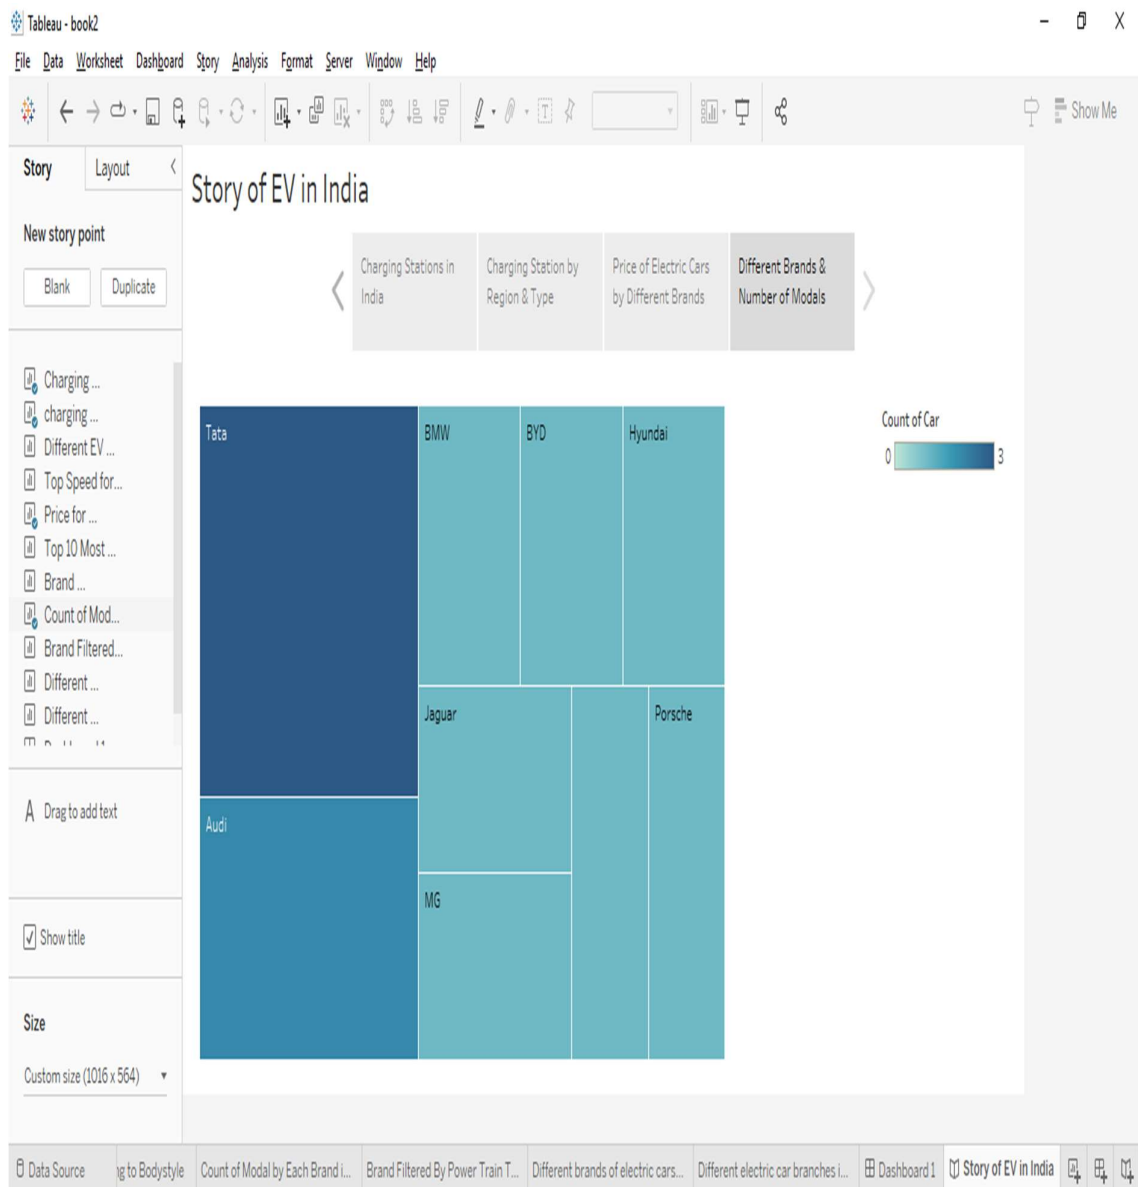 Tableau - book2
File Data Worksheet Dashboard Story Analysis Format Server Window Help
Show Me
Story Layout
Story of EV in India
New story point
Blank Duplicate
Charging Stations in
India
Charging Station by
Region & Type
Price of Electric Cars
by Different Brands
Different Brands &
Number of Modals
Charging ...
charging ...
Different EV ...
Top Speed for...
Price for ...
Top 10 Most ...
Brand ...
Count of Mod...
Brand Filtered...
Different ...
Different ...
A Drag to add text
Show title
Size
Custom size (1016 x 564)
Tata
BMW
BYD
Hyundai
Jaguar
Porsche
Audi
MG
Count of Car
0 3
Data Source
ng to Bodystyle
Count of Modal by Each Brand i...
Brand Filtered By Power Train T...
Different brands of electric cars...
Different electric car branches i...
Dashboard 1
Story of EV in India